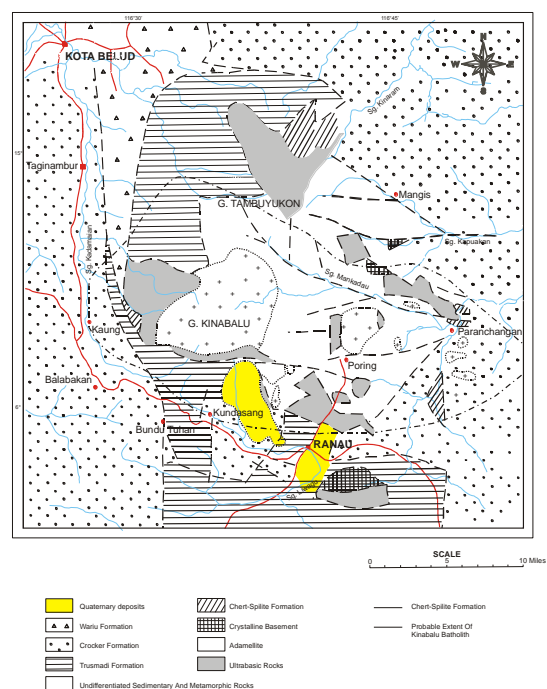 116°30'
116°45'
KOTA BELUD
N
W
E
S
Sg. Kinikram
15'
Taginambur
Mangis
G. TAMBUYUKON
Sg. Kadamaian
Sg. Kapuakan
Sg. Mankadau
G. KINABALU
Kaung
Paranchangan
Poring
Balabakan
6°
Kundasang
Bundu Tuhan
RANAU
Sg. Liwagu
SCALE
0 5 10 Miles
Quaternary deposits
Chert-Spilite Formation
Chert-Spilite Formation
Wariu Formation
Crystalline Basement
Probable Extent Of
Kinabalu Batholith
Crocker Formation
Adamellite
Trusmadi Formation
Ultrabasic Rocks
Undifferentiated Sedimentary And Metamorphic Rocks